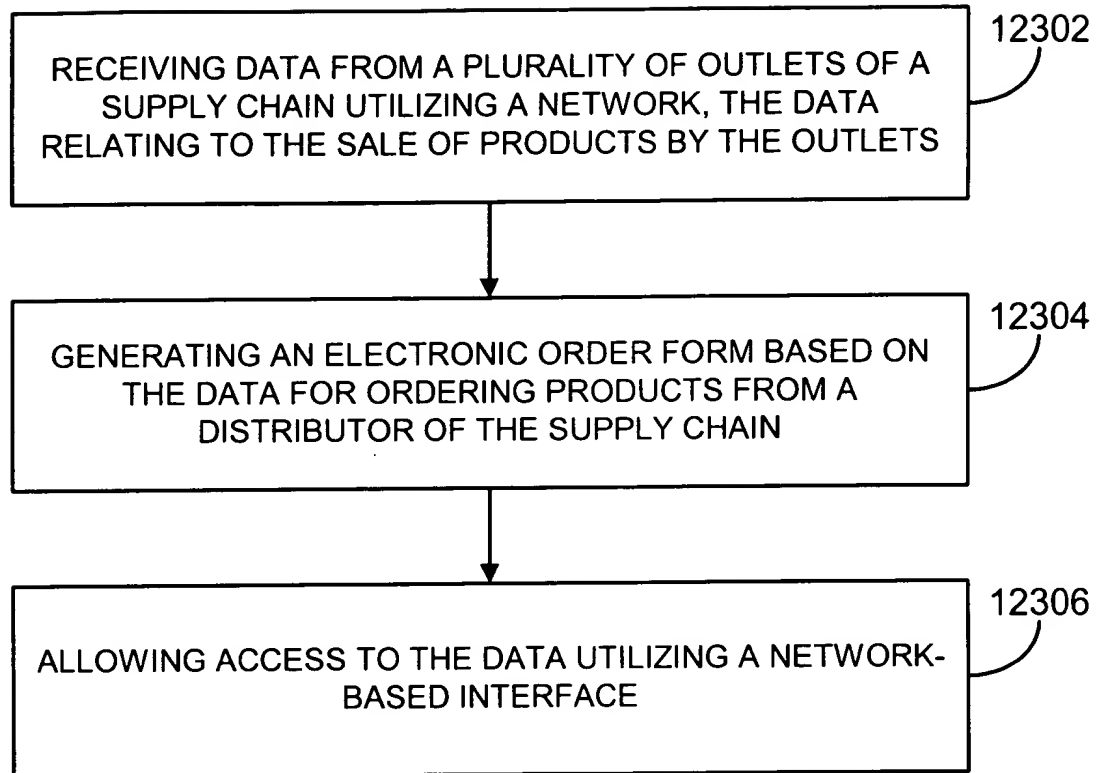 12302
RECEIVING DATA FROM A PLURALITY OF OUTLETS OF A
SUPPLY CHAIN UTILIZING A NETWORK, THE DATA
RELATING TO THE SALE OF PRODUCTS BY THE OUTLETS
12304
GENERATING AN ELECTRONIC ORDER FORM BASED ON
THE DATA FOR ORDERING PRODUCTS FROM A
DISTRIBUTOR OF THE SUPPLY CHAIN
12306
ALLOWING ACCESS TO THE DATA UTILIZING A NETWORK-
BASED INTERFACE